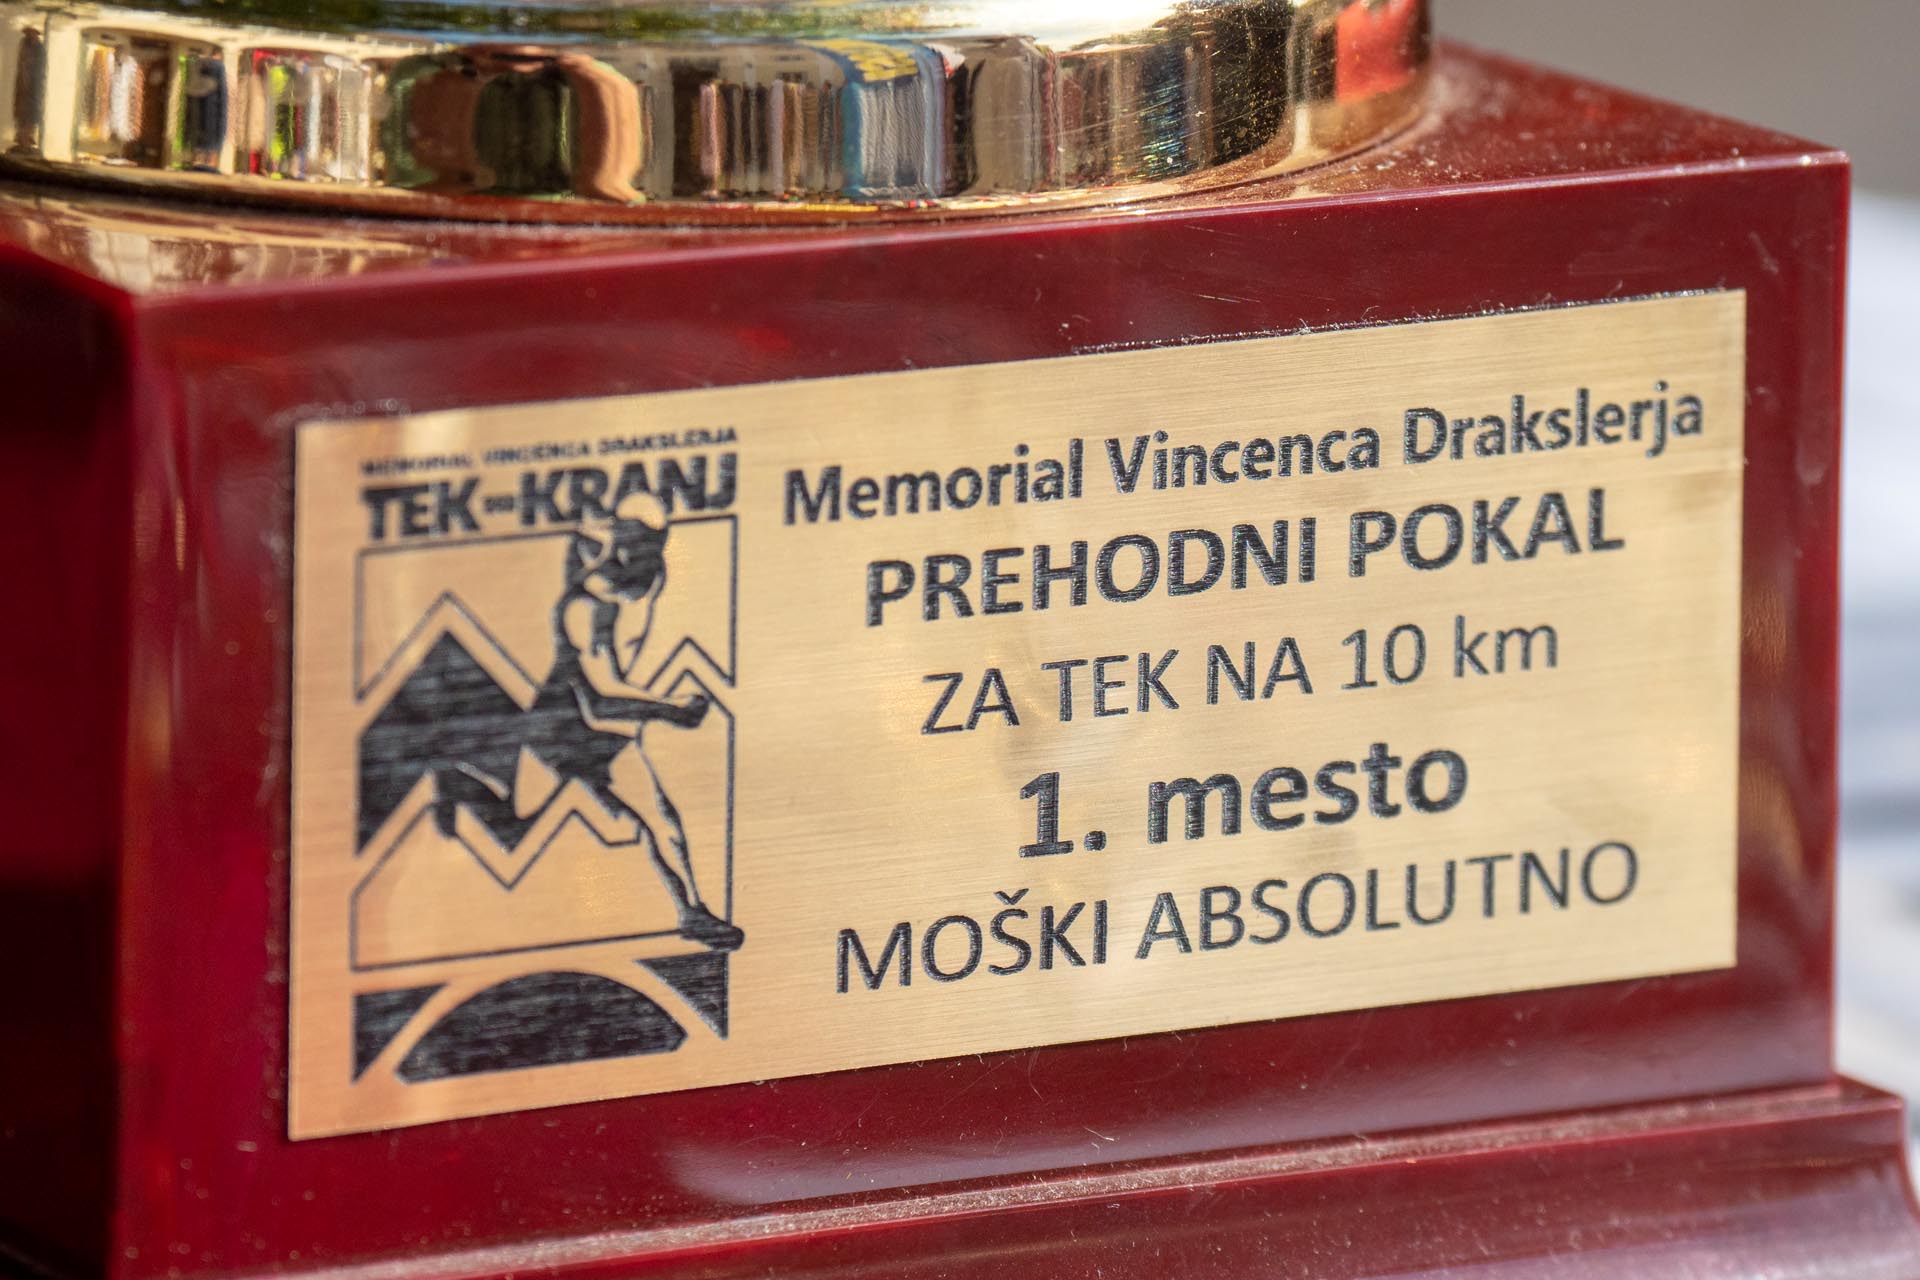 MEMORIAL VINCENCA DRAKSLERJA
TEK PO KRANJ
Memorial Vincenca Drakslerja
PREHODNI POKAL
ZA TEK NA 10 km
1. mesto
MOŠKI ABSOLUTNO